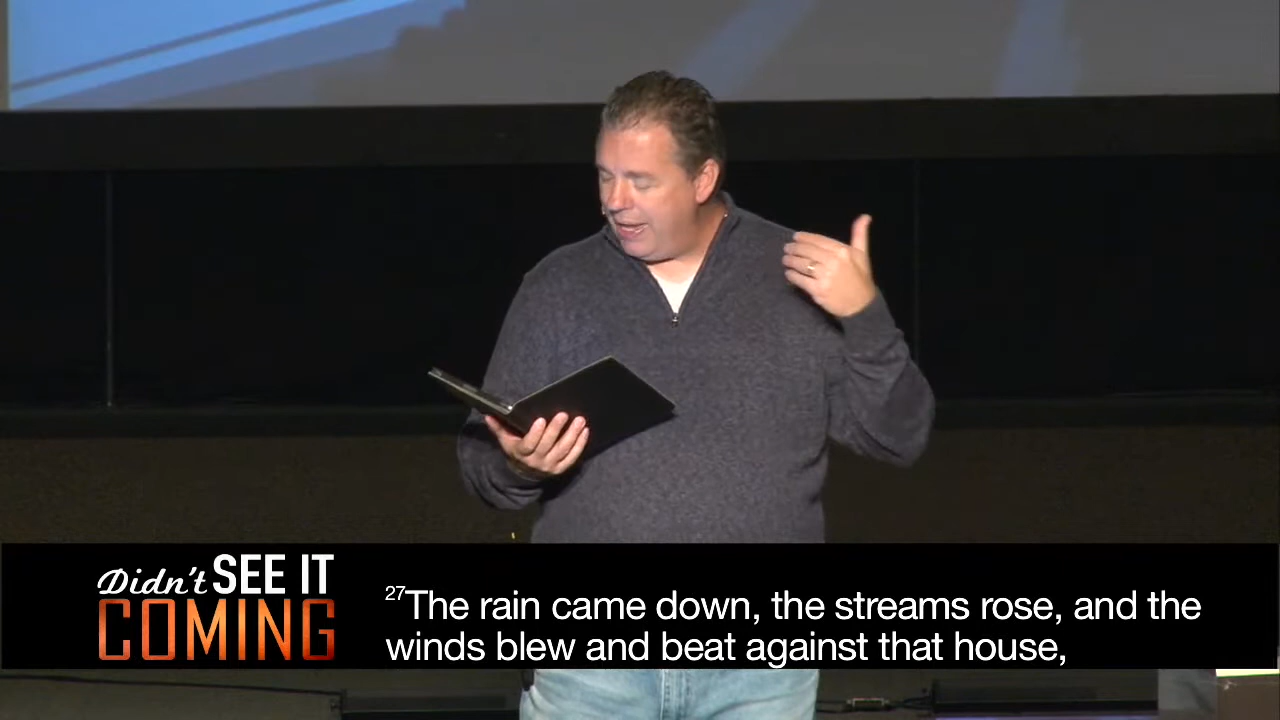 Didn't SEE IT
COMING
27The rain came down, the streams rose, and the
winds blew and beat against that house,